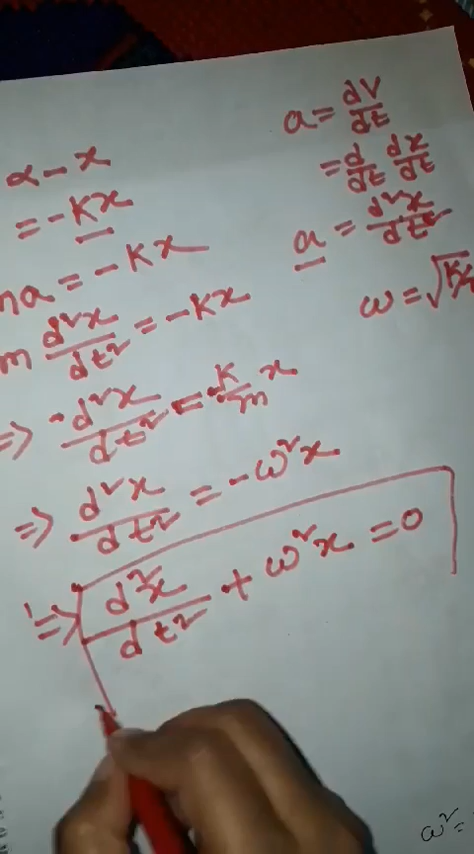 α - x
= - Kx
ma = - Kx
m d²x/dt² = - Kx
=> d²x/dt² = - K/m x
=> d²x/dt² = - ω²x
=> d²x/dt² + ω²x = 0
a = dV/dt
= d/dt dx/dt
a = d²x/dt²
ω = √K/
ω² =